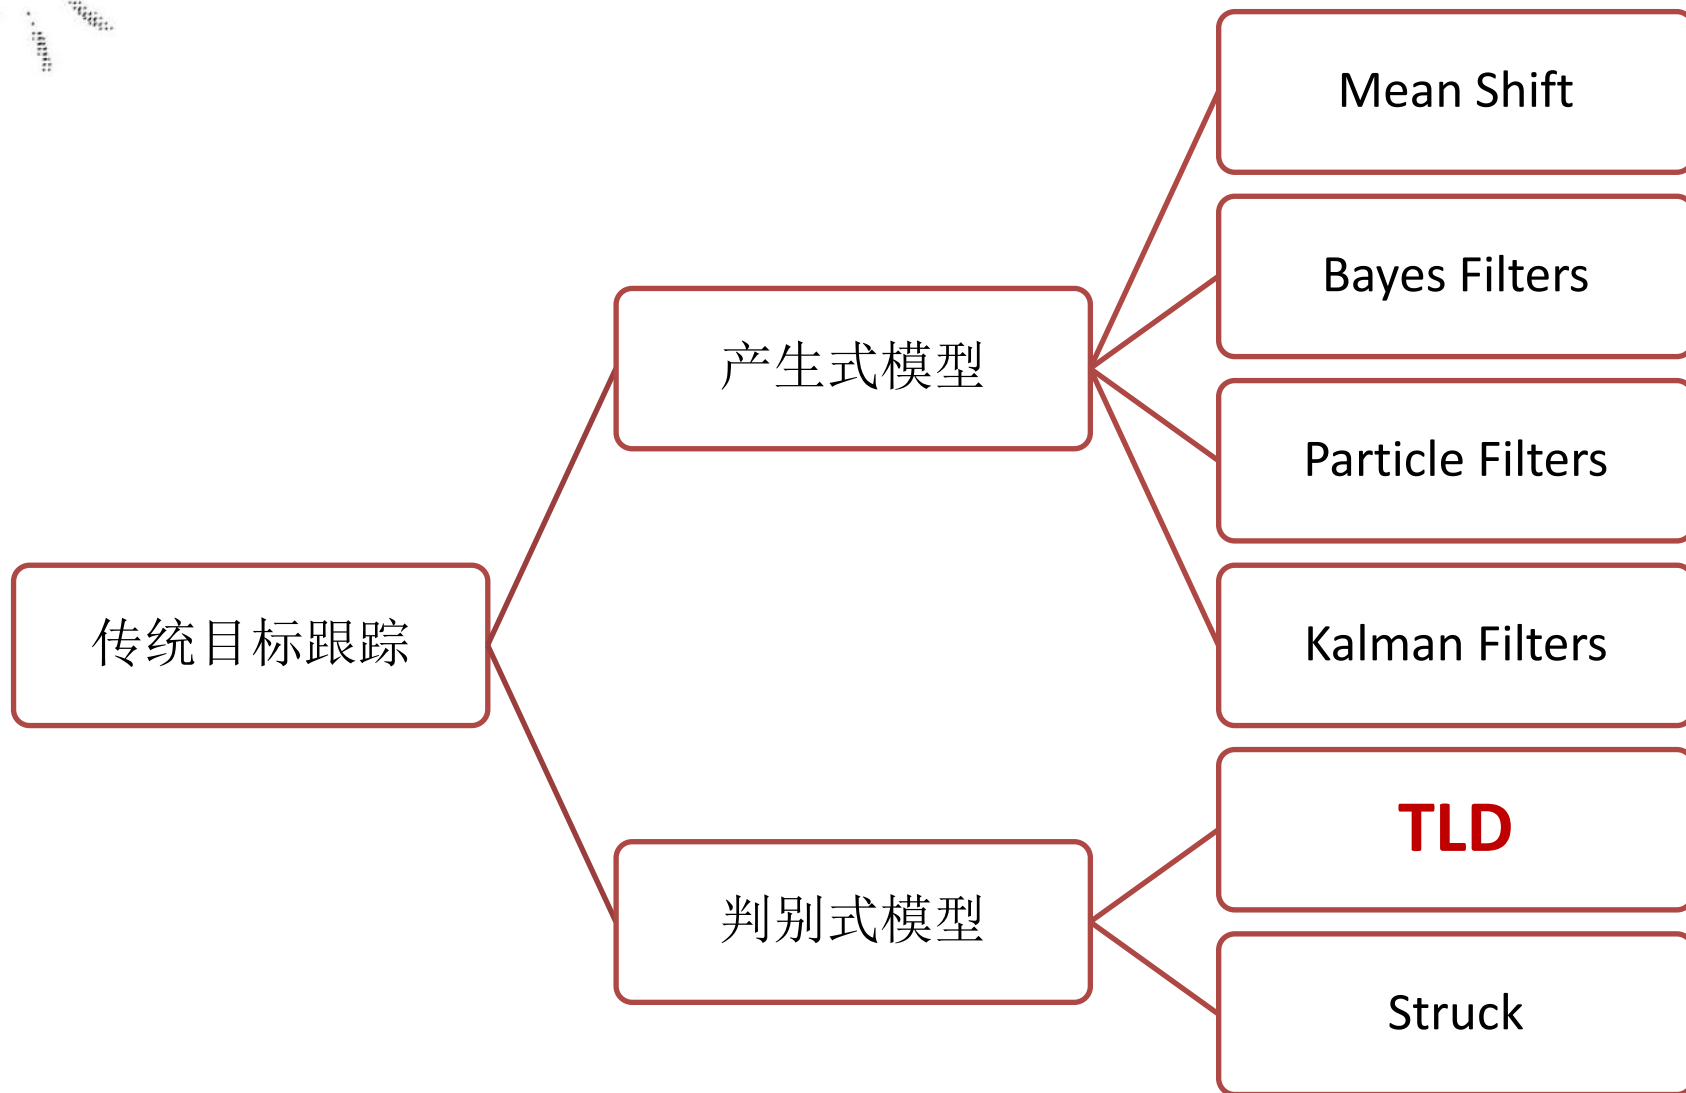 Mean Shift
Bayes Filters
产生式模型
Particle Filters
传统目标跟踪
Kalman Filters
TLD
判别式模型
Struck